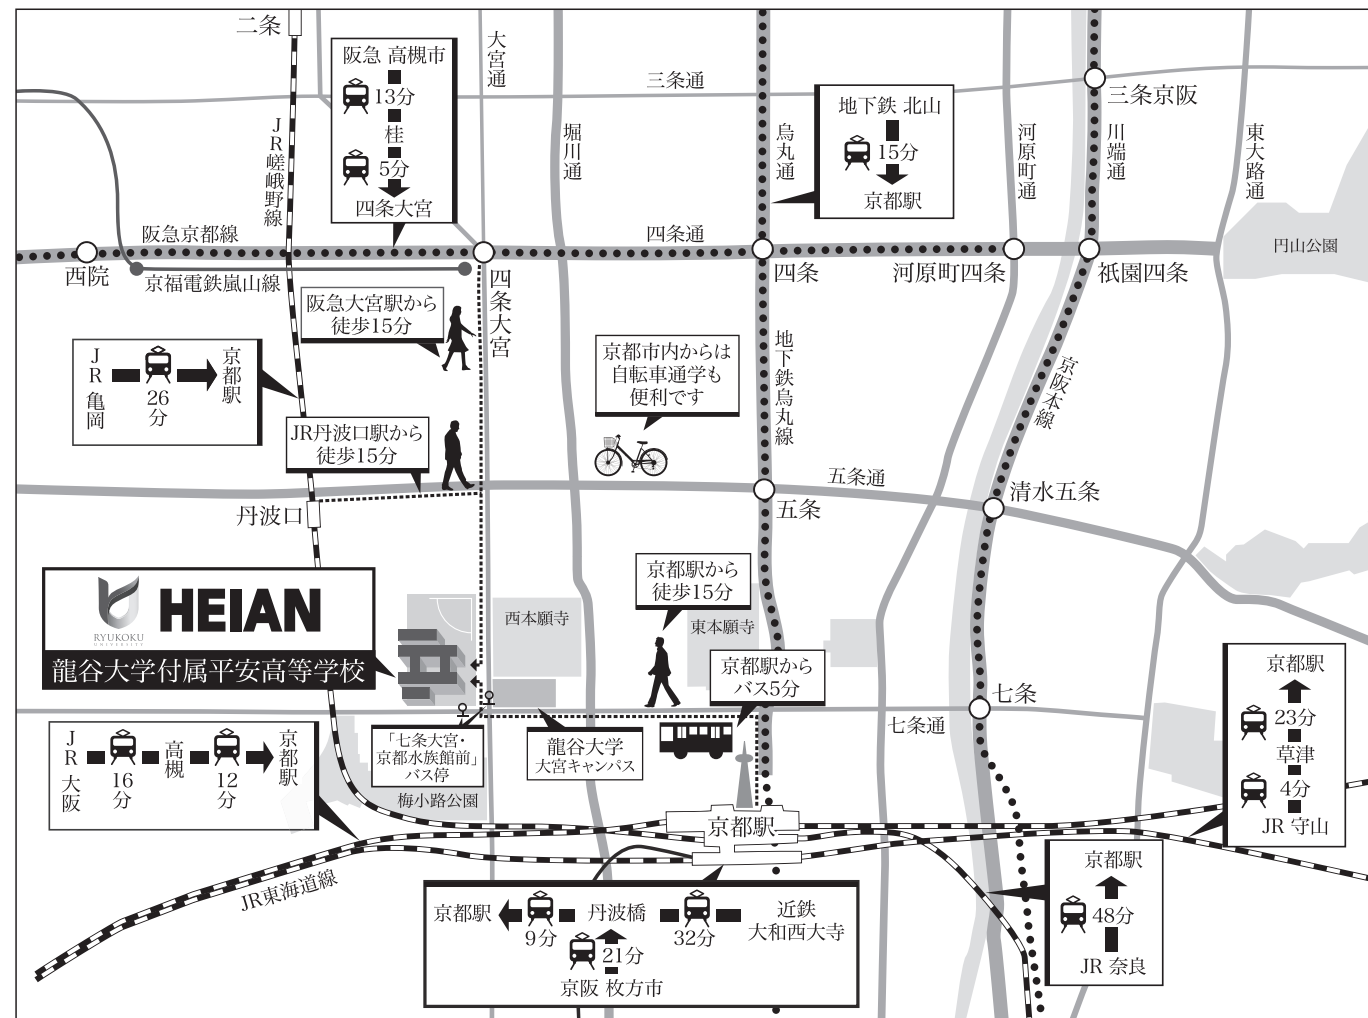 二条
阪急 高槻市
13分
桂
5分
四条大宮
大宮通
三条通
堀川通
烏丸通
地下鉄 北山
15分
京都駅
河原町通
三条京阪
川端通
東大路通
JR嵯峨野線
阪急京都線
西院
京福電鉄嵐山線
四条大宮
四条通
四条
河原町四条
祇園四条
円山公園
阪急大宮駅から
徒歩15分
JR亀岡
26分
京都駅
JR丹波口駅から
徒歩15分
京都市内からは
自転車通学も
便利です
地下鉄烏丸線
京阪本線
五条通
丹波口
五条
清水五条
RYUKOKU
UNIVERSITY
HEIAN
龍谷大学付属平安高等学校
西本願寺
京都駅から
徒歩15分
東本願寺
京都駅から
バス5分
七条
七条通
JR大阪
16分
高槻
12分
京都駅
「七条大宮・
京都水族館前」
バス停
梅小路公園
龍谷大学
大宮キャンパス
京都駅
京都駅
23分
草津
4分
JR 守山
JR東海道線
京都駅
9分
丹波橋
32分
近鉄
大和西大寺
21分
京阪 枚方市
京都駅
48分
JR 奈良